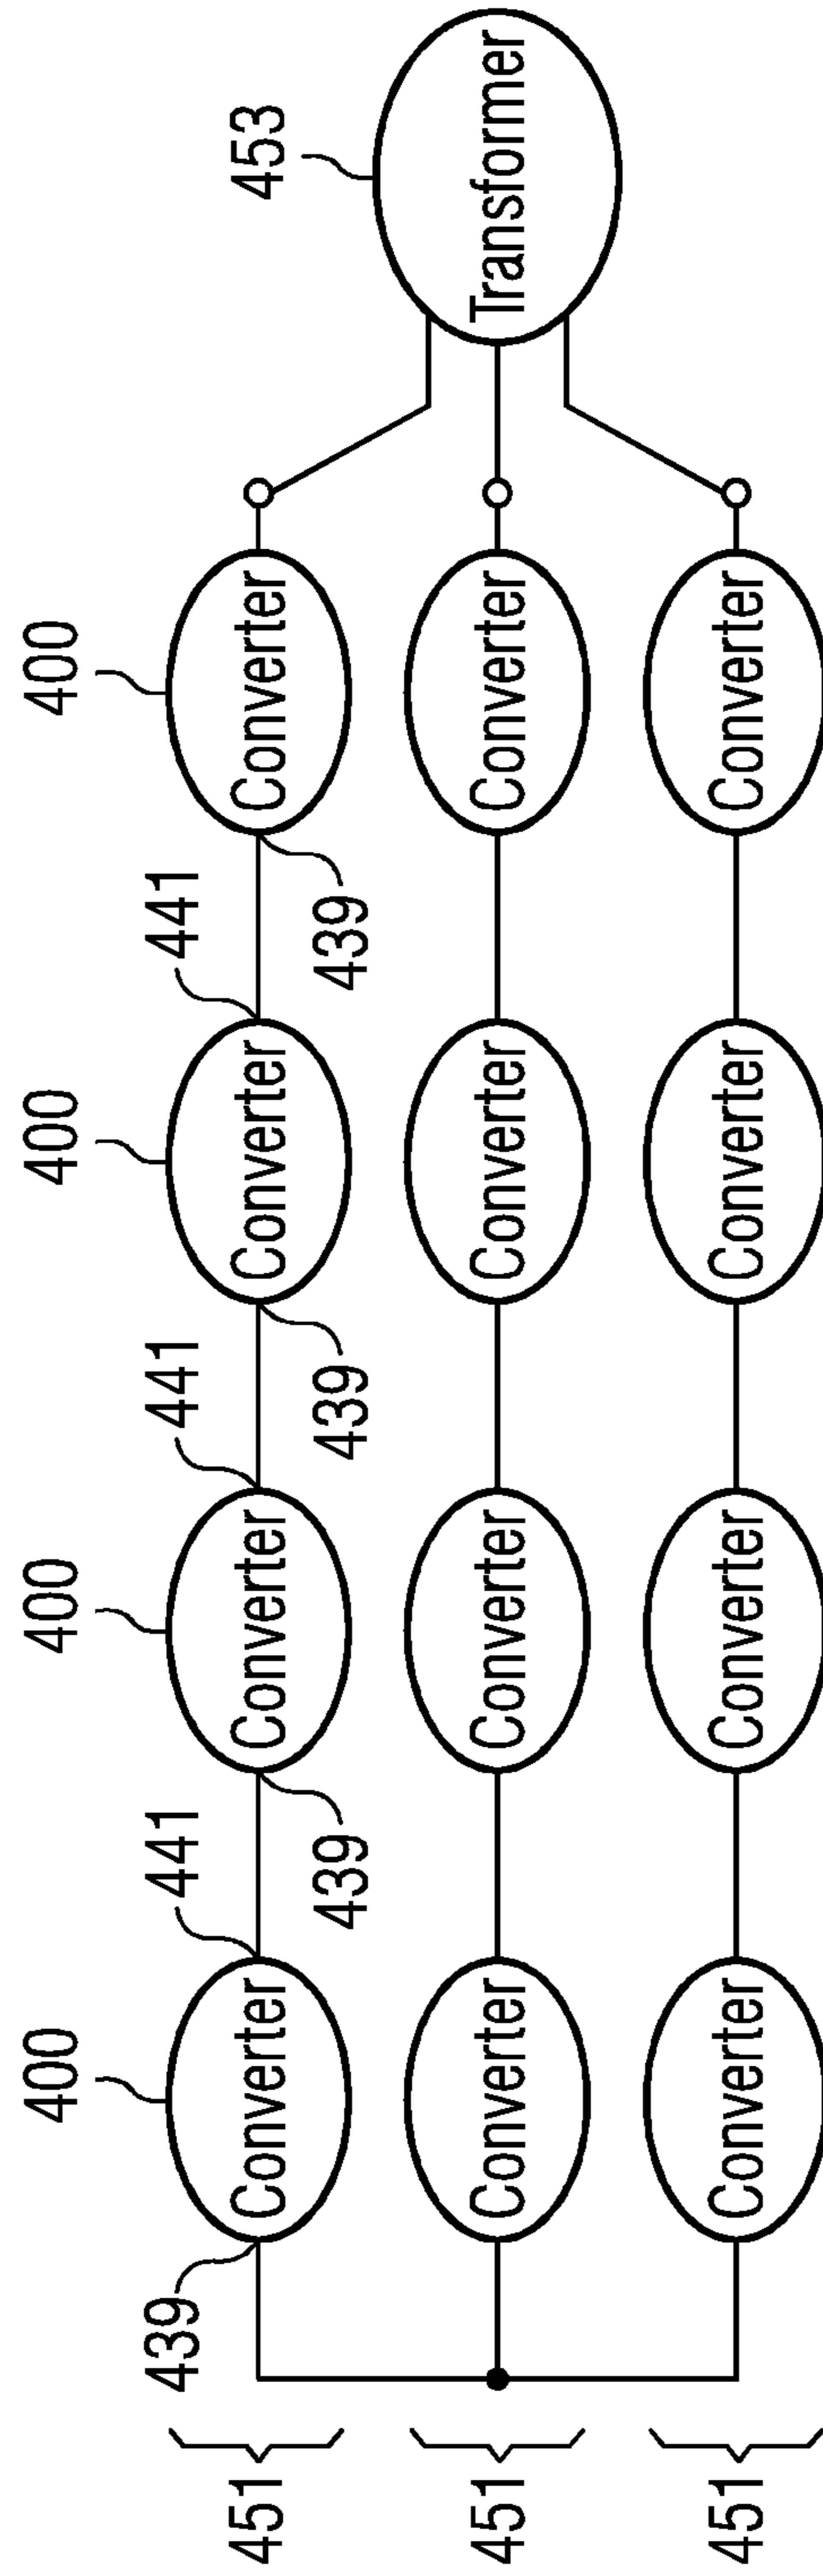 400 400 400 400
439 441 441 441
451 Converter Converter Converter Converter 453
439 439 439
451 Converter Converter Converter Converter Transformer
451 Converter Converter Converter Converter